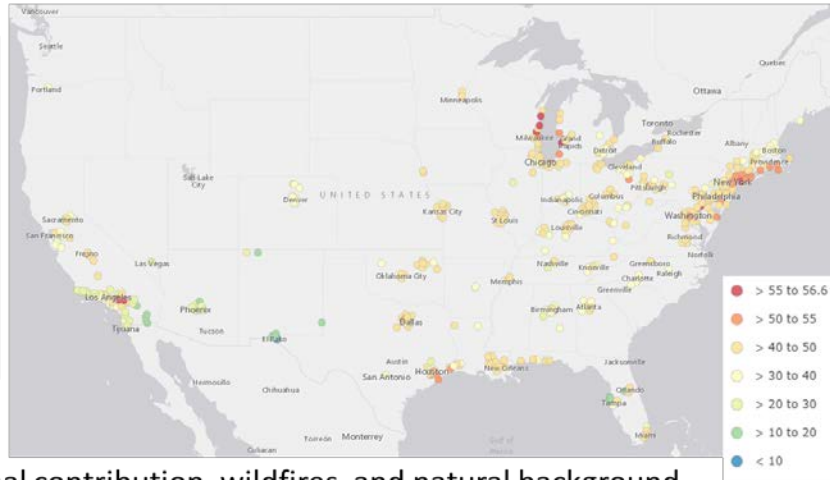 Vancouver
Seattle
Portland
Minneapolis
Quebec
Ottawa
Toronto
Rochester
Buffalo
Albany
Boston
Providence
Milwaukee
Grand
Rapids
Detroit
Chicago
Cleveland
New York
Pittsburgh
Philadelphia
Salt Lake
City
Denver
UNITED STATES
Kansas City
St Louis
Indianapolis
Columbus
Cincinnati
Washington
Louisville
Richmond
Norfolk
Sacramento
San Francisco
Fresno
Las Vegas
Oklahoma City
Nashville
Knoxville
Greensboro
Raleigh
Charlotte
Memphis
Greenville
Los Angeles
Phoenix
Tijuana
Tucson
El Paso
Dallas
Birmingham
Atlanta
Austin
Houston
San Antonio
New Orleans
Jacksonville
Hermosillo
Chihuahua
Orlando
Tampa
Miami
Torreón
Monterrey
Gulf of
Mexico
Culiacan
> 55 to 56.6
> 50 to 55
> 40 to 50
> 30 to 40
> 20 to 30
> 10 to 20
< 10
contribution, wildfires, and natural background